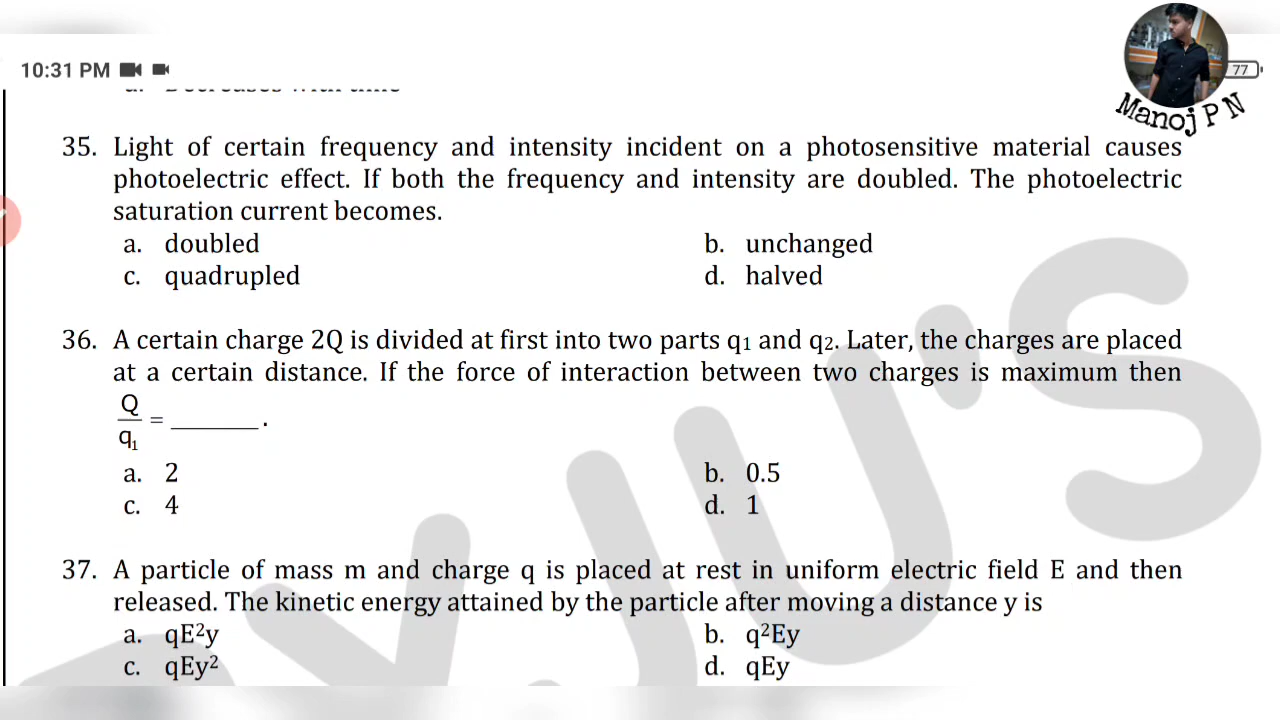 10:31 PM
77
Manoj P N
35. Light of certain frequency and intensity incident on a photosensitive material causes
photoelectric effect. If both the frequency and intensity are doubled. The photoelectric
saturation current becomes.
a. doubled b. unchanged
c. quadrupled d. halved
36. A certain charge 2Q is divided at first into two parts q₁ and q₂. Later, the charges are placed
at a certain distance. If the force of interaction between two charges is maximum then
Q/q₁ = _______ .
a. 2 b. 0.5
c. 4 d. 1
37. A particle of mass m and charge q is placed at rest in uniform electric field E and then
released. The kinetic energy attained by the particle after moving a distance y is
a. qE²y b. q²Ey
c. qEy² d. qEy